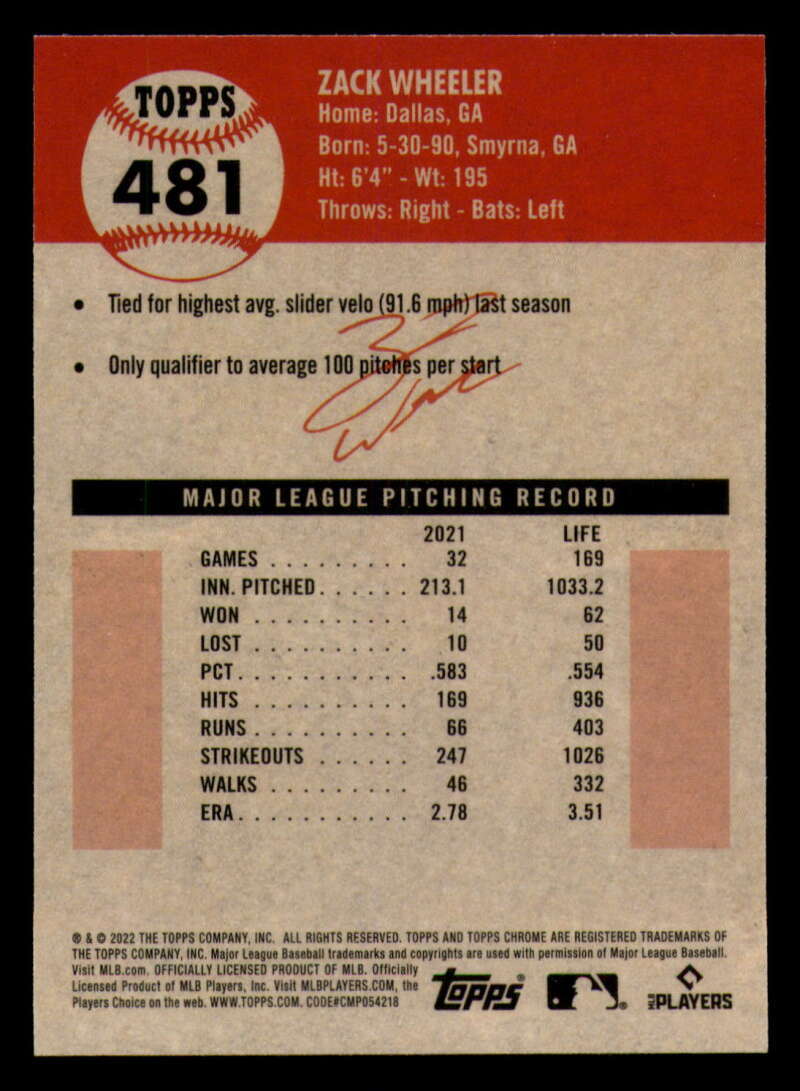 TOPPS
481
ZACK WHEELER
Home: Dallas, GA
Born: 5-30-90, Smyrna, GA
Ht: 6'4" - Wt: 195
Throws: Right - Bats: Left
• Tied for highest avg. slider velo (91.6 mph) last season
• Only qualifier to average 100 pitches per start
MAJOR LEAGUE PITCHING RECORD
2021 LIFE
GAMES . . . . . . . . . 32 169
INN. PITCHED . . . . . . 213.1 1033.2
WON . . . . . . . . . . 14 62
LOST . . . . . . . . . . 10 50
PCT . . . . . . . . . . . .583 .554
HITS . . . . . . . . . . 169 936
RUNS . . . . . . . . . . 66 403
STRIKEOUTS . . . . . . 247 1026
WALKS . . . . . . . . . 46 332
ERA . . . . . . . . . . . 2.78 3.51
® & © 2022 THE TOPPS COMPANY, INC. ALL RIGHTS RESERVED. TOPPS AND TOPPS CHROME ARE REGISTERED TRADEMARKS OF
THE TOPPS COMPANY, INC. Major League Baseball trademarks and copyrights are used with permission of Major League Baseball.
Visit MLB.com. OFFICIALLY LICENSED PRODUCT OF MLB. Officially
Licensed Product of MLB Players, Inc. Visit MLBPLAYERS.COM, the
Players Choice on the web. WWW.TOPPS.COM. CODE#CMP054218
Topps®
MLB PLAYERS